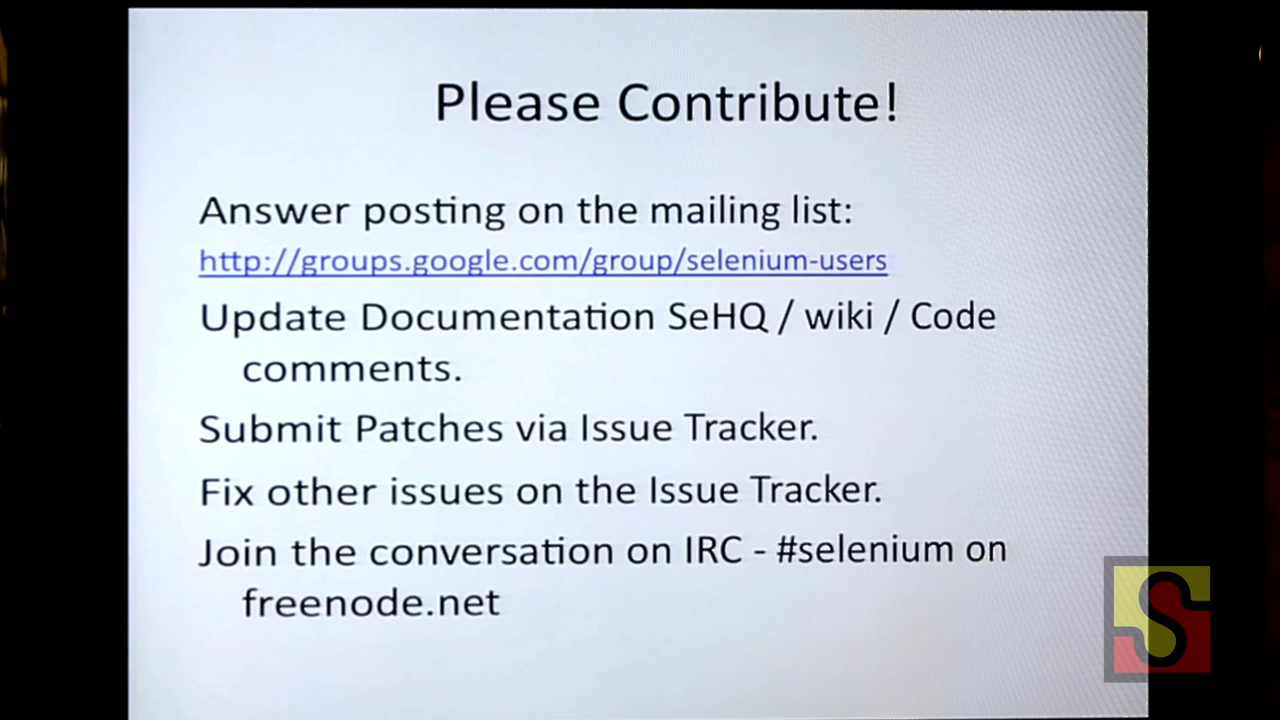 Please Contribute!
Answer posting on the mailing list:
http://groups.google.com/group/selenium-users
Update Documentation SeHQ / wiki / Code
comments.
Submit Patches via Issue Tracker.
Fix other issues on the Issue Tracker.
Join the conversation on IRC - #selenium on
freenode.net
S